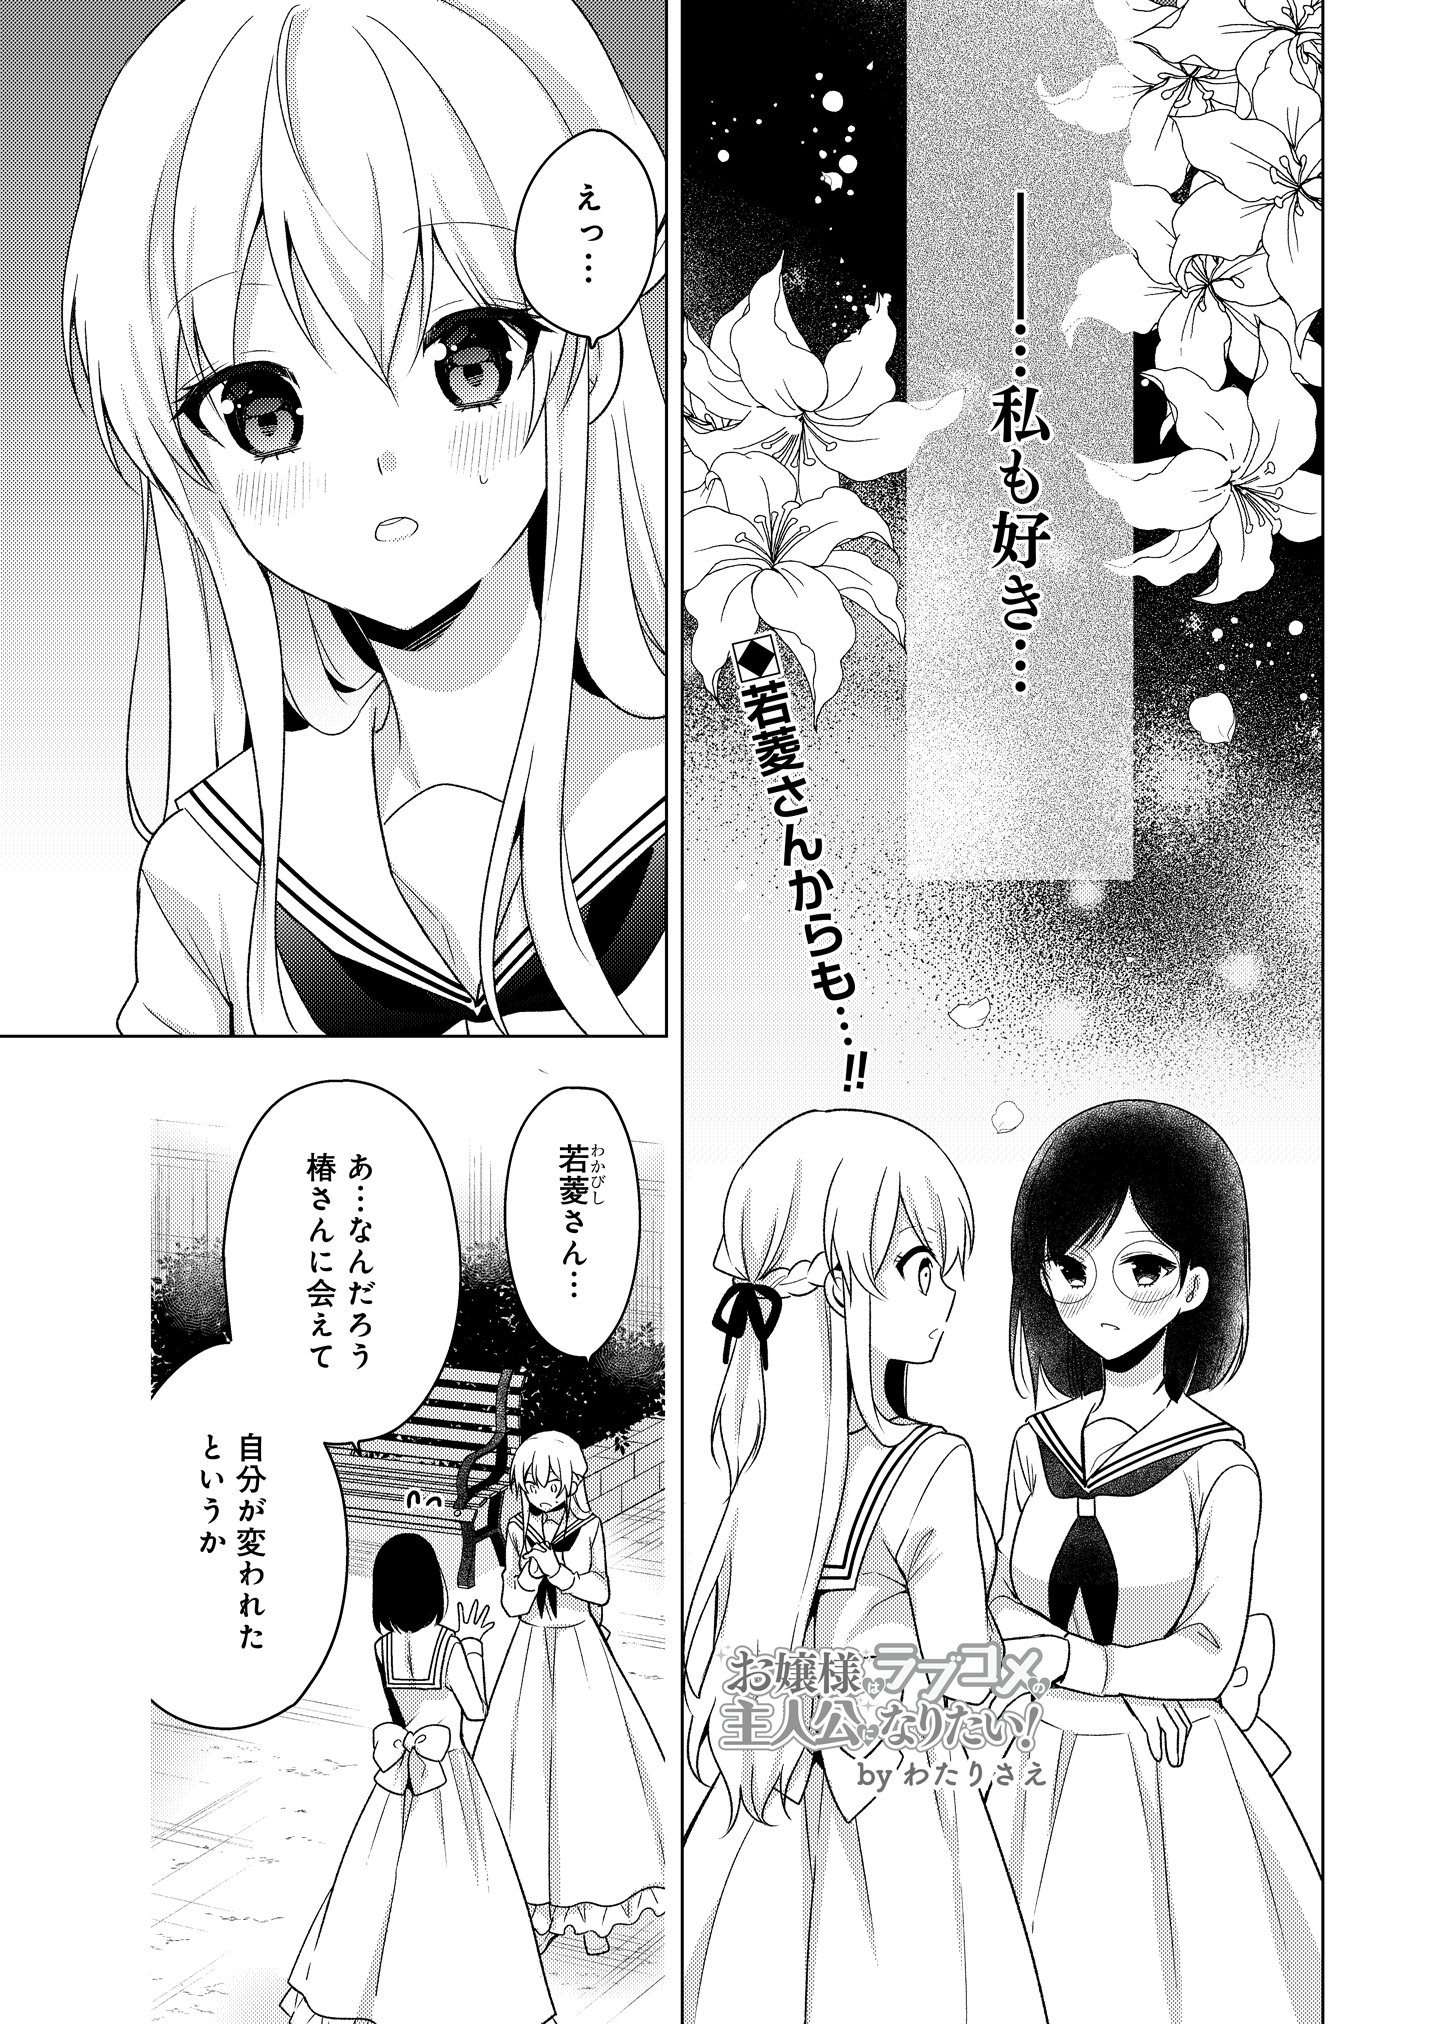 ―――……私も好き……
◆若菱さんからも…!!
お嬢様はラブコメの
主人公になりたい!
by わたりさえ
えっ…
若菱さん…
わかびし
あ…なんだろう
椿さんに会えて
自分が変われた
というか